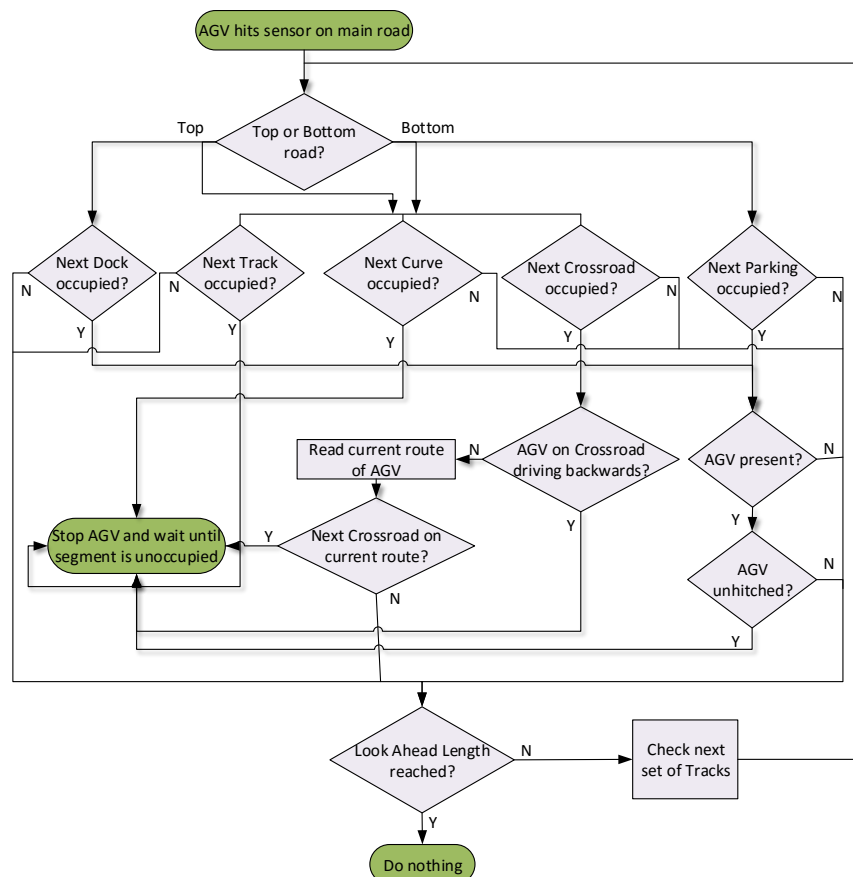 AGV hits sensor on main road
Top
Bottom
Top or Bottom
road?
Next Dock
occupied?
Next Track
occupied?
Next Curve
occupied?
Next Crossroad
occupied?
Next Parking
occupied?
N
N
N
N
N
Y
Y
Y
Y
Y
Read current route
of AGV
N
AGV on Crossroad
driving backwards?
AGV present?
N
Y
Y
Stop AGV and wait until
segment is unoccupied
Y
Next Crossroad on
current route?
N
AGV
unhitched?
N
Y
Look Ahead Length
reached?
N
Check next
set of Tracks
Y
Do nothing